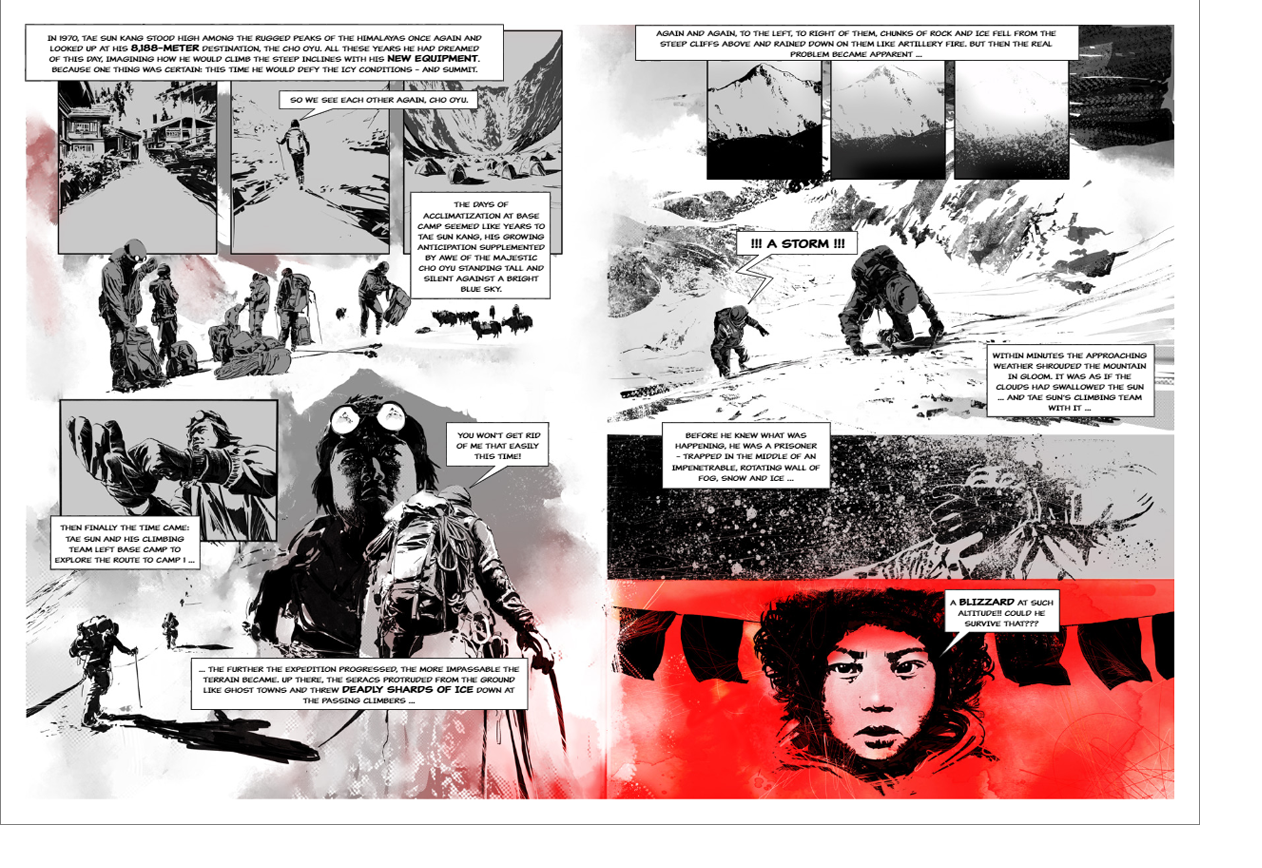 IN 1970, TAE SUN KANG STOOD HIGH AMONG THE RUGGED PEAKS OF THE HIMALAYAS ONCE AGAIN AND
LOOKED UP AT HIS 8,188-METER DESTINATION, THE CHO OYU. ALL THESE YEARS HE HAD DREAMED
OF THIS DAY, IMAGINING HOW HE WOULD CLIMB THE STEEP INCLINES WITH HIS NEW EQUIPMENT.
BECAUSE ONE THING WAS CERTAIN: THIS TIME HE WOULD DEFY THE ICY CONDITIONS – AND SUMMIT.
SO WE SEE EACH OTHER AGAIN, CHO OYU.
THE DAYS OF
ACCLIMATIZATION AT BASE
CAMP SEEMED LIKE YEARS TO
TAE SUN KANG, HIS GROWING
ANTICIPATION SUPPLEMENTED
BY AWE OF THE MAJESTIC
CHO OYU STANDING TALL AND
SILENT AGAINST A BRIGHT
BLUE SKY.
YOU WON'T GET RID
OF ME THAT EASILY
THIS TIME!
THEN FINALLY THE TIME CAME:
TAE SUN AND HIS CLIMBING
TEAM LEFT BASE CAMP TO
EXPLORE THE ROUTE TO CAMP 1 ...
... THE FURTHER THE EXPEDITION PROGRESSED, THE MORE IMPASSABLE THE
TERRAIN BECAME. UP THERE, THE SERACS PROTRUDED FROM THE GROUND
LIKE GHOST TOWNS AND THREW DEADLY SHARDS OF ICE DOWN AT
THE PASSING CLIMBERS ...
AGAIN AND AGAIN, TO THE LEFT, TO RIGHT OF THEM, CHUNKS OF ROCK AND ICE FELL FROM THE
STEEP CLIFFS ABOVE AND RAINED DOWN ON THEM LIKE ARTILLERY FIRE. BUT THEN THE REAL
PROBLEM BECAME APPARENT ...
!!! A STORM !!!
WITHIN MINUTES THE APPROACHING
WEATHER SHROUDED THE MOUNTAIN
IN GLOOM. IT WAS AS IF THE
CLOUDS HAD SWALLOWED THE SUN
... AND TAE SUN'S CLIMBING TEAM
WITH IT ...
BEFORE HE KNEW WHAT WAS
HAPPENING, HE WAS A PRISONER
– TRAPPED IN THE MIDDLE OF AN
IMPENETRABLE, ROTATING WALL OF
FOG, SNOW AND ICE ...
A BLIZZARD AT SUCH
ALTITUDE!! COULD HE
SURVIVE THAT???